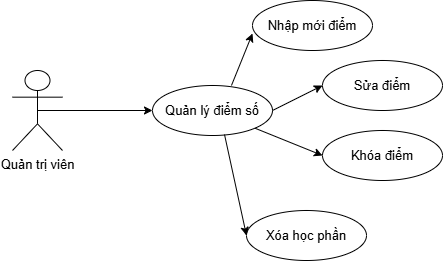 Nhập mới điểm
Sửa điểm
Quản lý điểm số
Khóa điểm
Quản trị viên
Xóa học phần